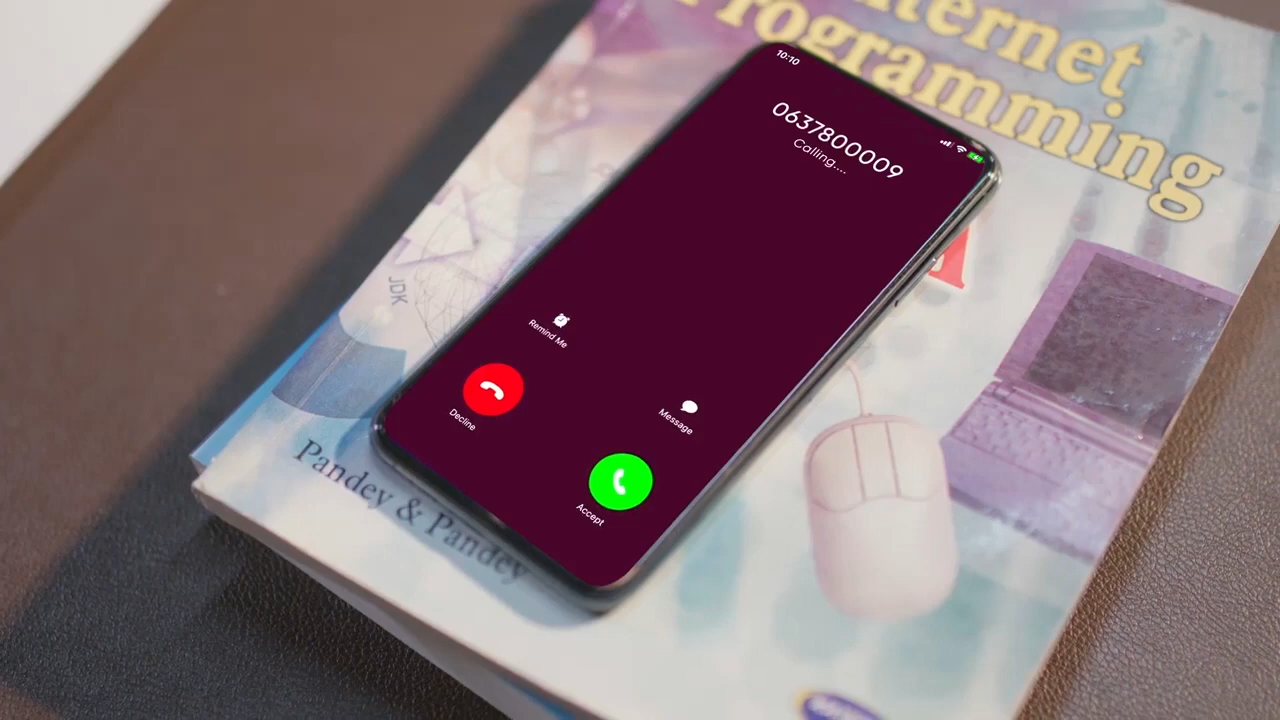 Internet
Programming
10:10
0637800009
Calling....
JDK
Remind Me
Decline
Message
Accept
Pandey & Pandey